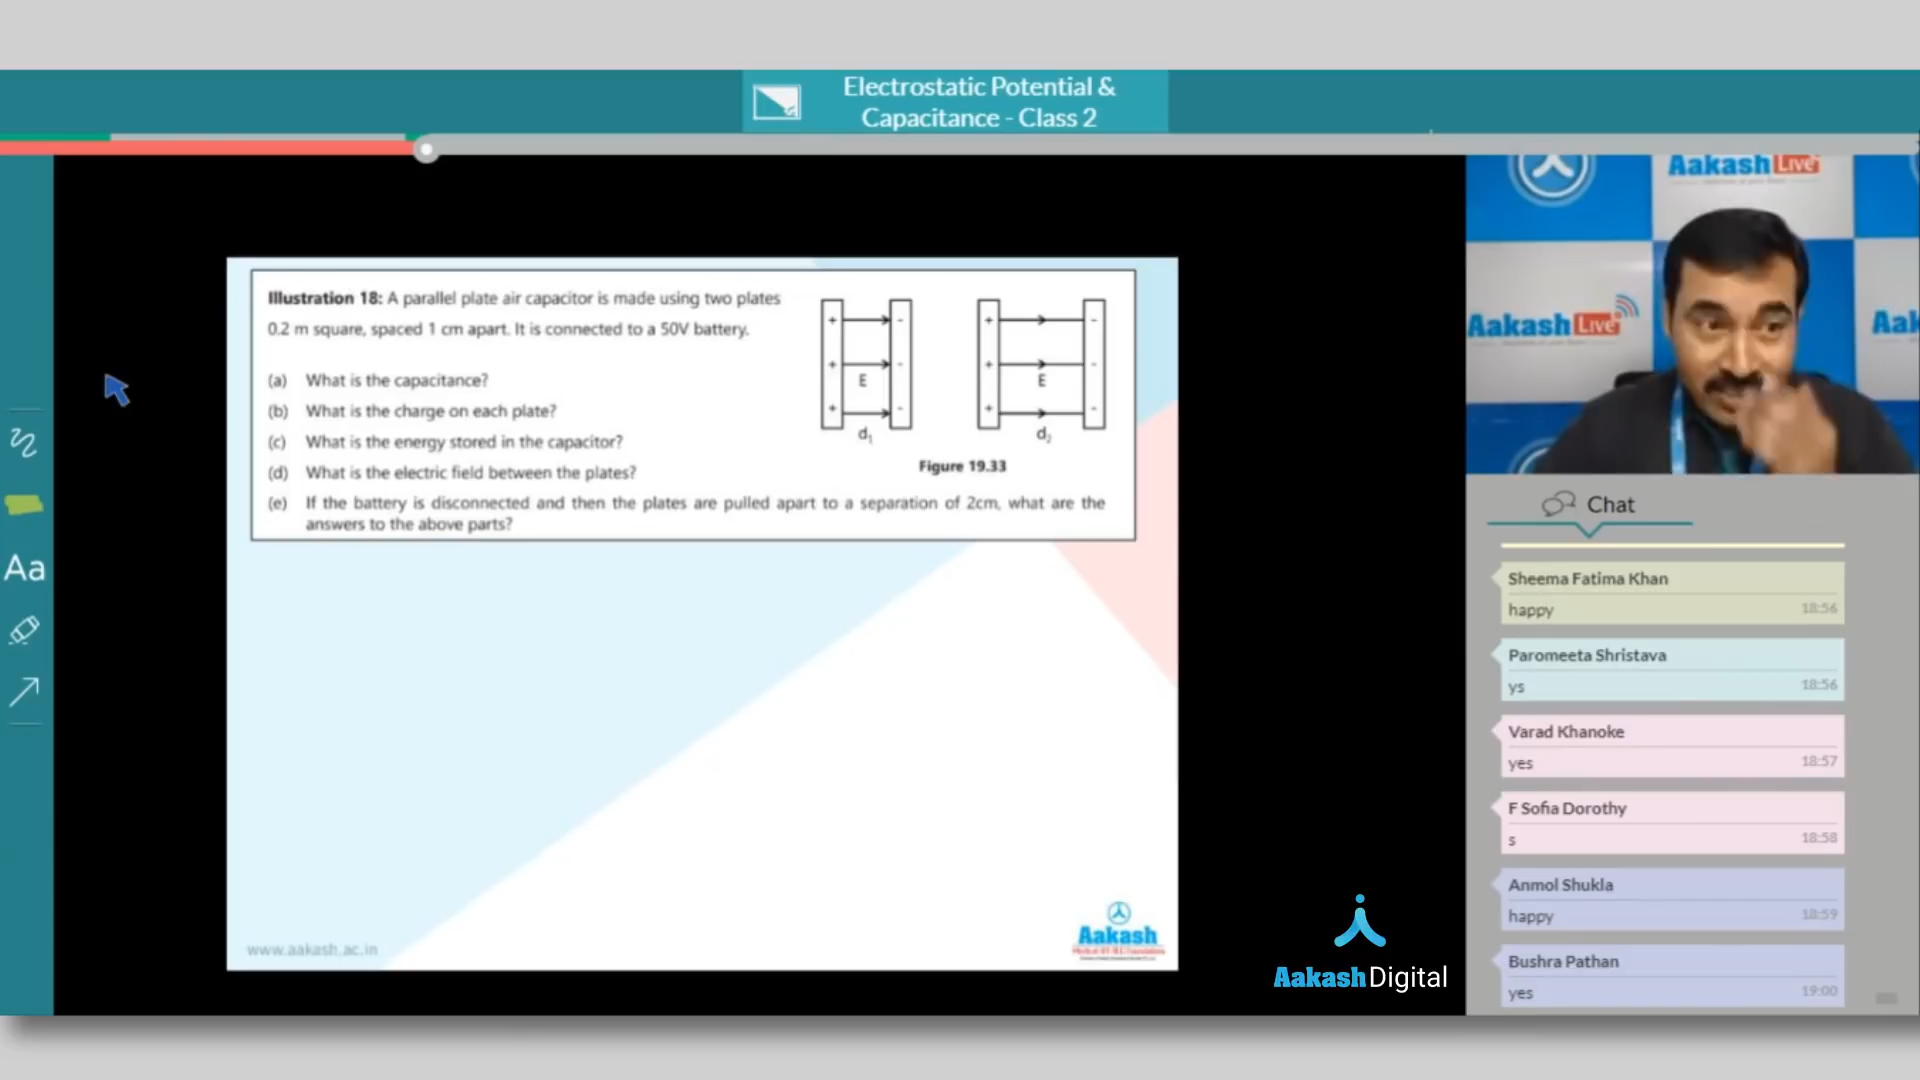 Electrostatic Potential &
Capacitance - Class 2
Illustration 18: A parallel plate air capacitor is made using two plates
0.2 m square, spaced 1 cm apart. It is connected to a 50V battery.
(a) What is the capacitance?
(b) What is the charge on each plate?
(c) What is the energy stored in the capacitor?
(d) What is the electric field between the plates?
(e) If the battery is disconnected and then the plates are pulled apart to a separation of 2cm, what are the
answers to the above parts?
+ - + -
+ - + -
E E
+ - + -
d₁ d₂
Figure 19.33
www.aakash.ac.in
Aakash
AakashDigital
Aa
Aakash Live
Aakash Live
Aak
Chat
Sheema Fatima Khan
happy 18:56
Paromeeta Shristava
ys 18:56
Varad Khanoke
yes 18:57
F Sofia Dorothy
s 18:58
Anmol Shukla
happy 18:59
Bushra Pathan
yes 19:00